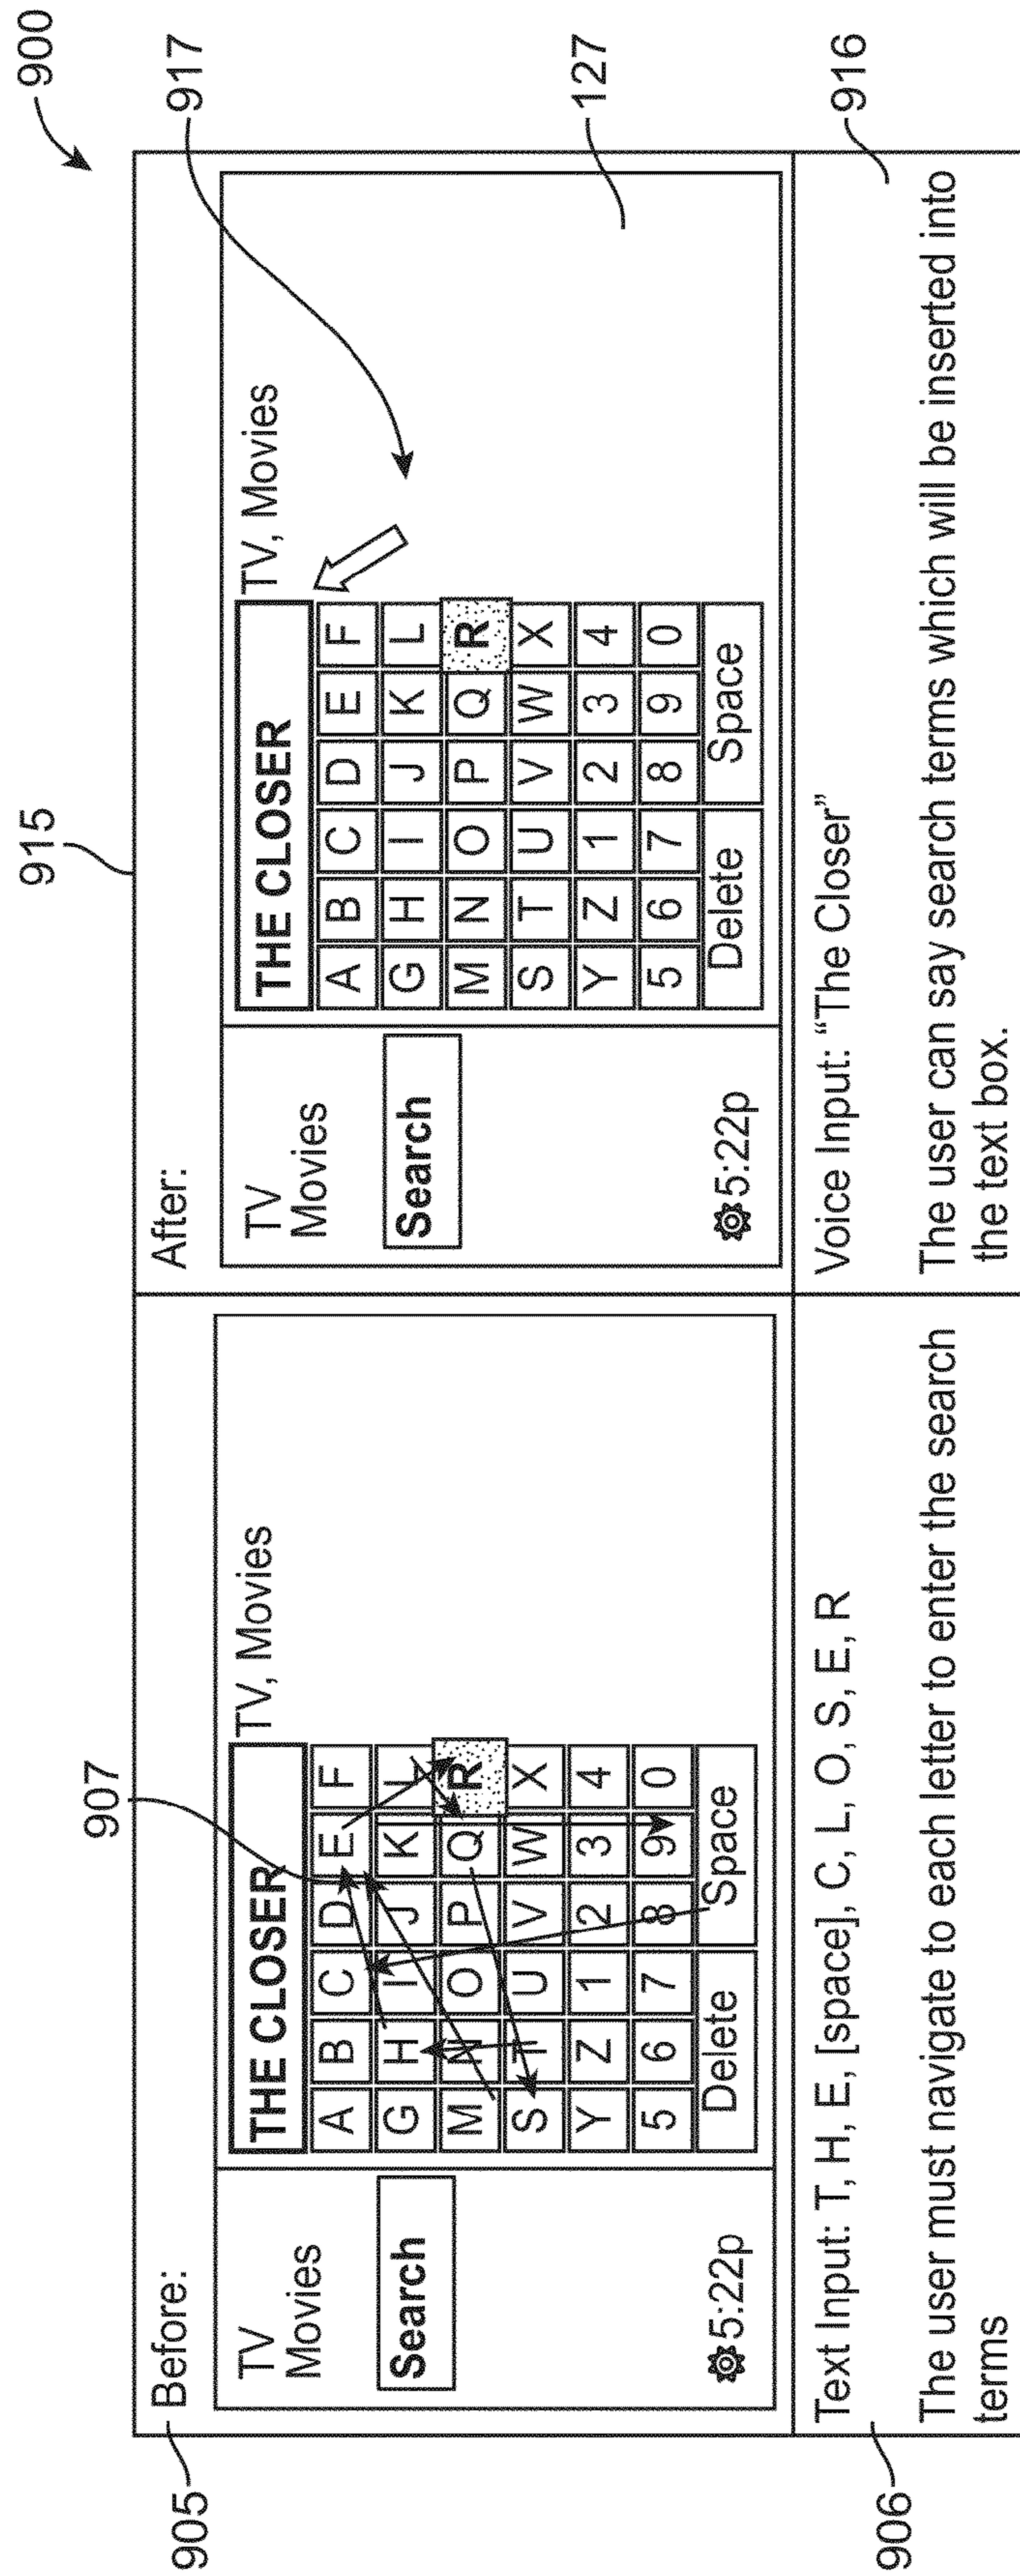 900
905
Before:
907
TV
Movies
Search
5:22p
THE CLOSER
TV, Movies
A B C D E F
G H I J K L
M N O P Q R
S T U V W X
Y Z 1 2 3 4
5 6 7 8 9 0
Delete Space
906
Text Input: T, H, E, [space], C, L, O, S, E, R
The user must navigate to each letter to enter the search
terms
915
After:
917
TV
Movies
Search
5:22p
THE CLOSER
TV, Movies
A B C D E F
G H I J K L
M N O P Q R
S T U V W X
Y Z 1 2 3 4
5 6 7 8 9 0
Delete Space
127
916
Voice Input: “The Closer”
The user can say search terms which will be inserted into
the text box.